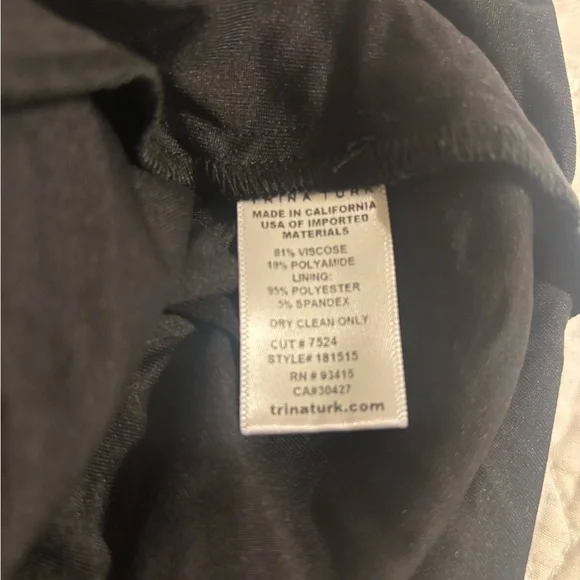 TRINA TURK
MADE IN CALIFORNIA
USA OF IMPORTED
MATERIALS
81% VISCOSE
19% POLYAMIDE
LINING:
95% POLYESTER
5% SPANDEX
DRY CLEAN ONLY
CUT# 7524
STYLE# 181515
RN # 93415
CA#30427
trinaturk.com